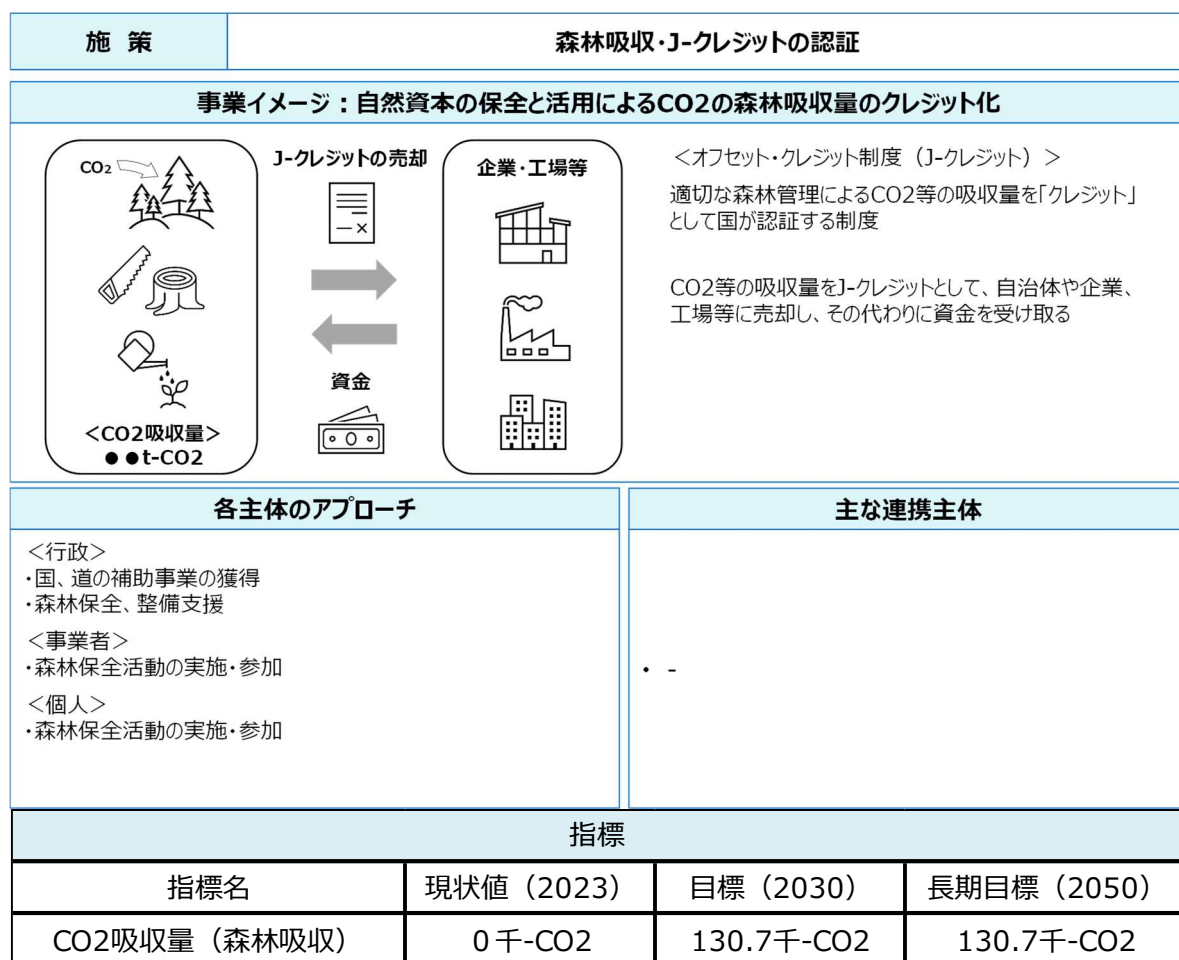 施 策
森林吸収・J-クレジットの認証
事業イメージ：自然資本の保全と活用によるCO2の森林吸収量のクレジット化
CO₂
J-クレジットの売却
資金
<CO2吸収量>
●●t-CO2
企業・工場等
＜オフセット・クレジット制度（J-クレジット）＞
適切な森林管理によるCO2等の吸収量を「クレジット」
として国が認証する制度
CO2等の吸収量をJ-クレジットとして、自治体や企業、
工場等に売却し、その代わりに資金を受け取る
各主体のアプローチ
＜行政＞
・国、道の補助事業の獲得
・森林保全、整備支援
＜事業者＞
・森林保全活動の実施・参加
＜個人＞
・森林保全活動の実施・参加
主な連携主体
・ -
指標
指標名 現状値（2023） 目標（2030） 長期目標（2050）
CO2吸収量（森林吸収） 0千-CO2 130.7千-CO2 130.7千-CO2